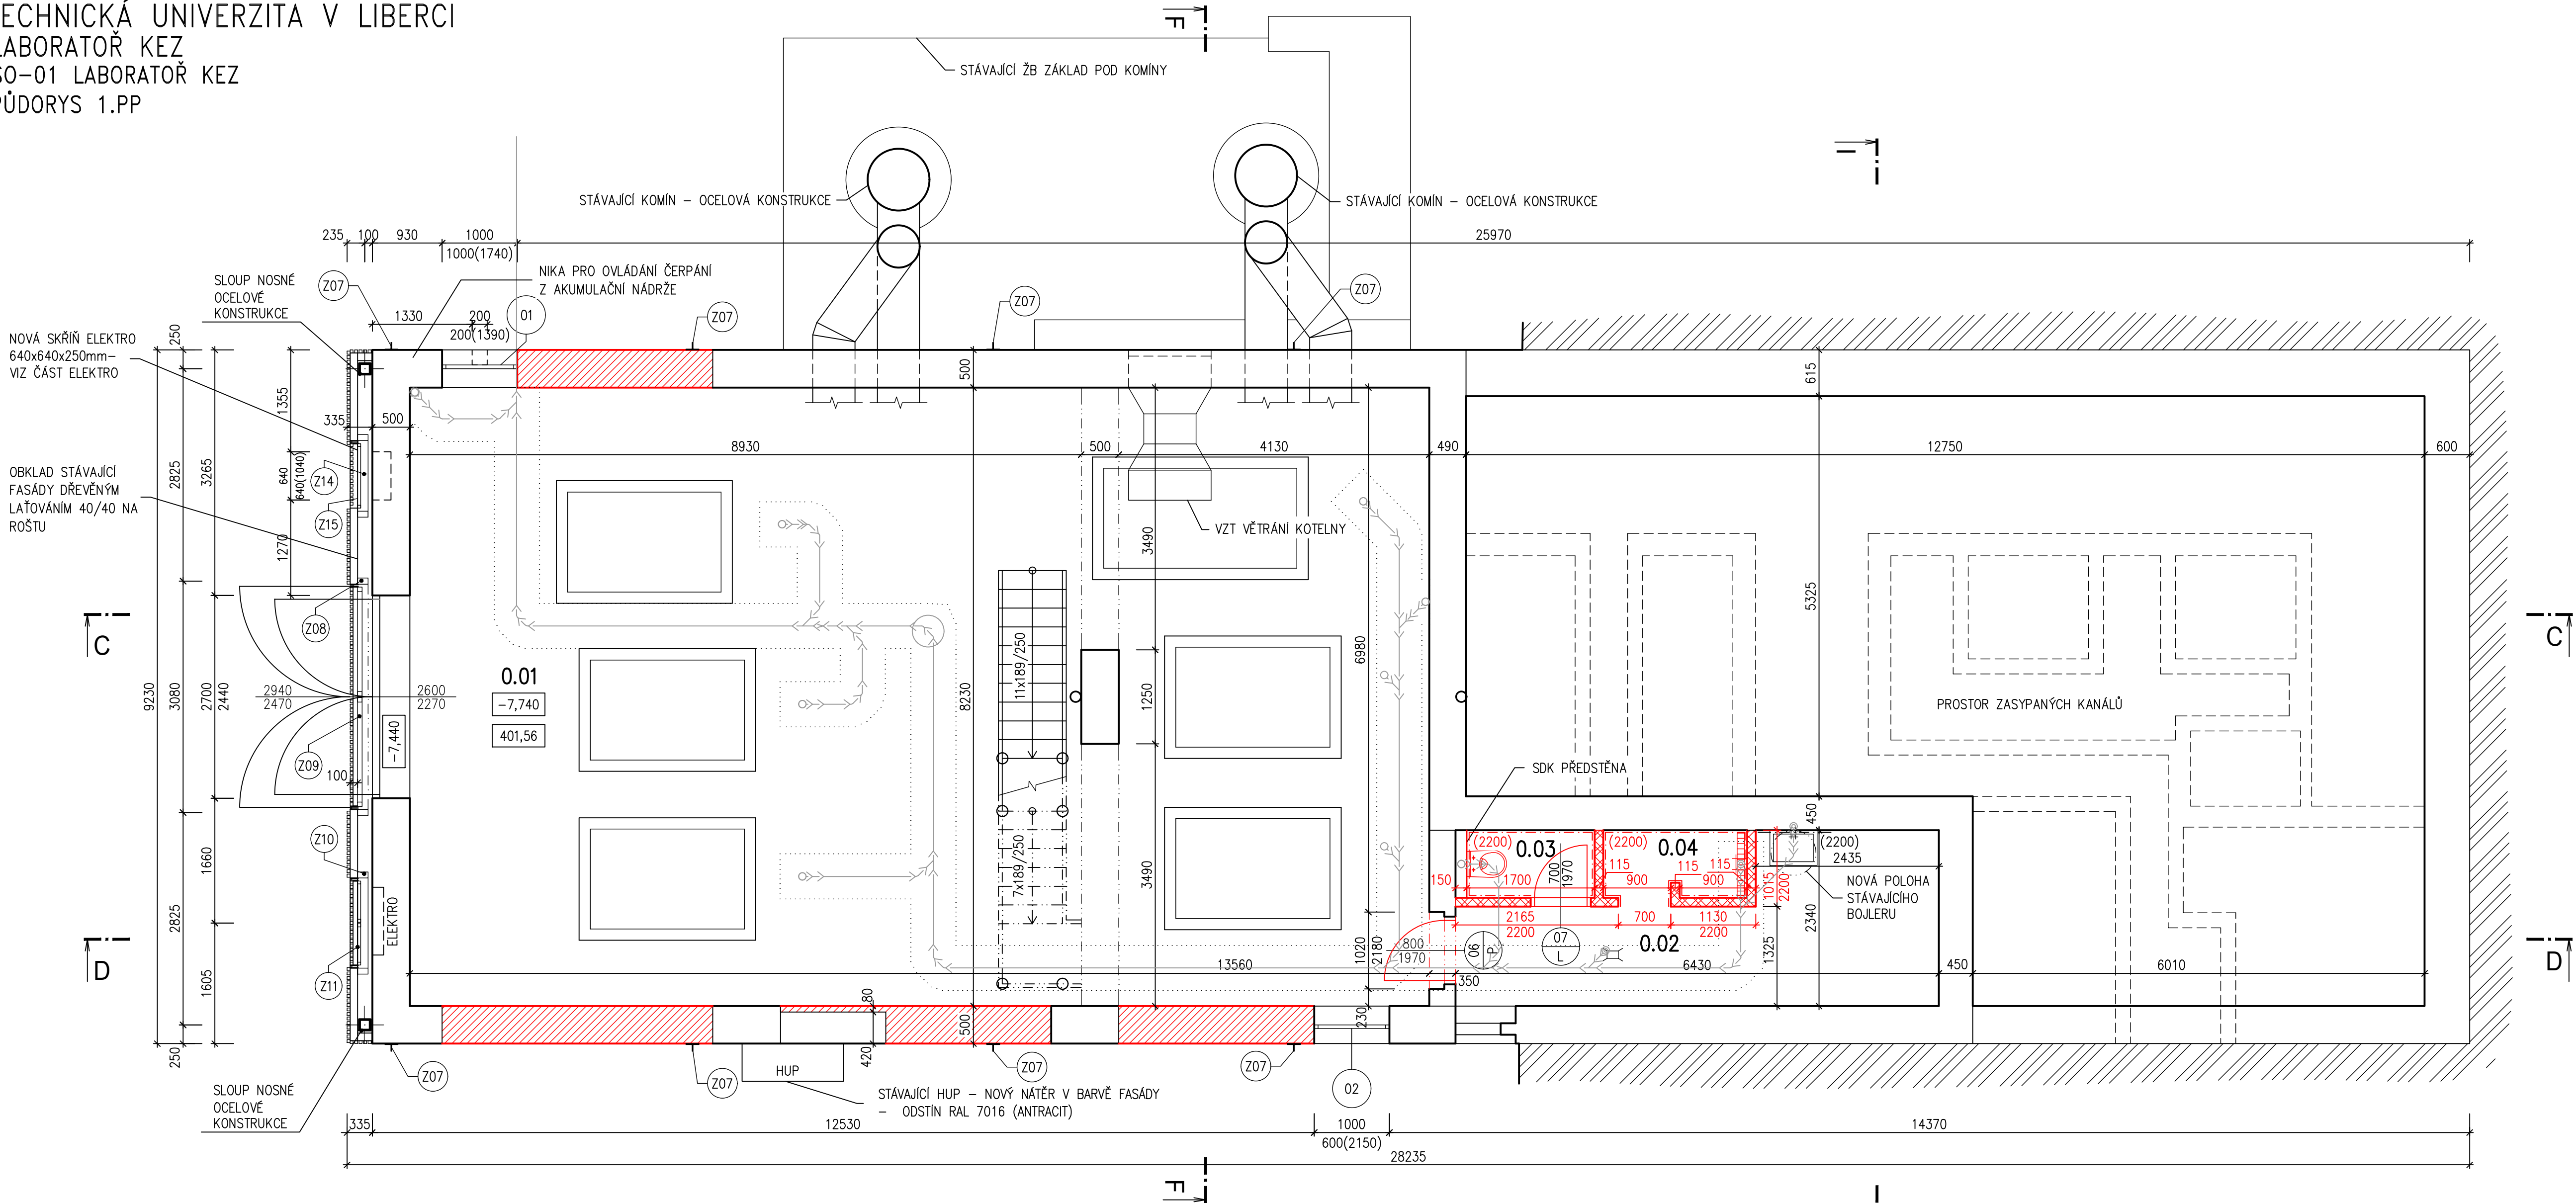 ECHNICKÁ UNIVERZITA V LIBERCI
LABORATOŘ KEZ
SO-01 LABORATOŘ KEZ
PŮDORYS 1.PP
F
STÁVAJÍCÍ ŽB ZÁKLAD POD KOMÍNY
I
STÁVAJÍCÍ KOMÍN – OCELOVÁ KONSTRUKCE
STÁVAJÍCÍ KOMÍN – OCELOVÁ KONSTRUKCE
235 100 930 1000
1000(1740)
25970
NIKA PRO OVLÁDÁNÍ ČERPÁNÍ
Z AKUMULAČNÍ NÁDRŽE
SLOUP NOSNÉ
OCELOVÉ
KONSTRUKCE
Z07
Z07
Z07
Z07
01
1330 200
200(1390)
NOVÁ SKŘÍŇ ELEKTRO
640x640x250mm–
VIZ ČÁST ELEKTRO
250
1355
500
615
335 500
8930 500 4130 490 12750 600
OBKLAD STÁVAJÍCÍ
FASÁDY DŘEVĚNÝM
LAŤOVÁNÍM 40/40 NA
ROŠTU
2825
3265
640
640(1040)
Z14
Z15
1270
VZT VĚTRÁNÍ KOTELNY
3490
5325
Z08
C
C
6980
11x189/250
0.01
-7,740
401,56
9230
3080
2700
2440
2940
2470
2600
2270
-7,440
8230
1250
PROSTOR ZASYPANÝCH KANÁLŮ
Z09
100
SDK PŘEDSTĚNA
Z10
450
7x189/250
(2200)
0.03
(2200)
0.04
(2200)
2435
115 115 115
700
1970
150 1700 900 900
1015
2200
NOVÁ POLOHA
STÁVAJÍCÍHO
BOJLERU
1660
2825
3490
ELEKTRO
2165
2200
700
1130
2200
2340
0.02
1325
06
P
07
L
800
1970
1020
2180
D
D
Z11
1605
13560
350
6430 450 6010
80
500
230
420
250
Z07
Z07
Z07
Z07
HUP
02
SLOUP NOSNÉ
OCELOVÉ
KONSTRUKCE
STÁVAJÍCÍ HUP – NOVÝ NÁTĚR V BARVĚ FASÁDY
– ODSTÍN RAL 7016 (ANTRACIT)
335 12530 1000 14370
600(2150)
28235
F